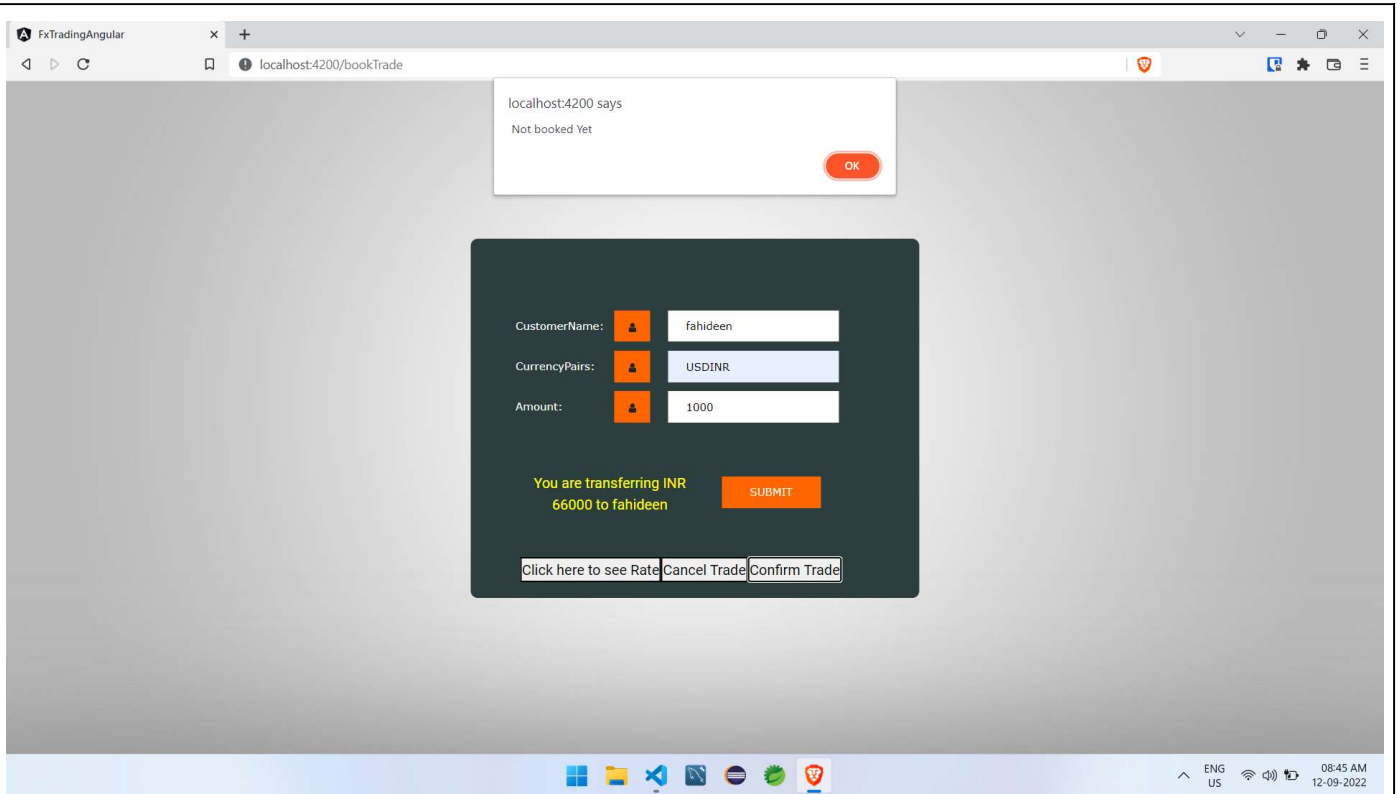 FxTradingAngular
localhost:4200/bookTrade
localhost:4200 says
Not booked Yet
OK
CustomerName: fahideen
CurrencyPairs: USDINR
Amount: 1000
You are transferring INR
66000 to fahideen
SUBMIT
Click here to see Rate Cancel Trade Confirm Trade
ENG 08:45 AM
US 12-09-2022